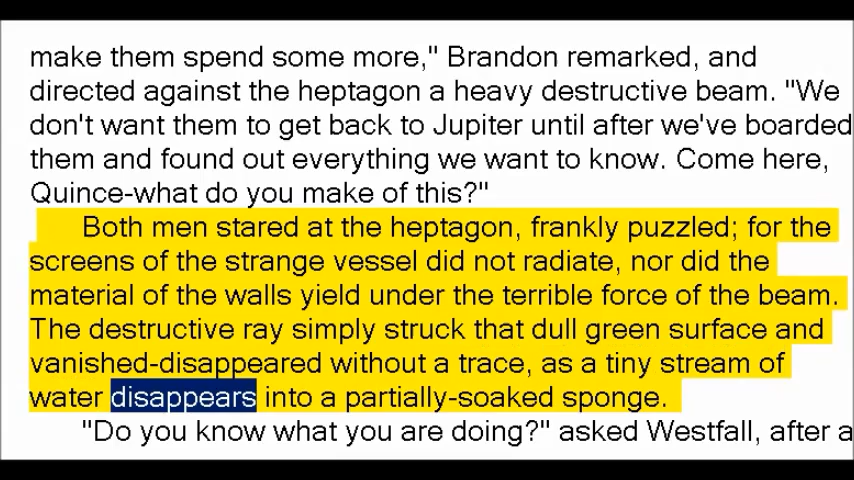 make them spend some more," Brandon remarked, and
directed against the heptagon a heavy destructive beam. "We
don't want them to get back to Jupiter until after we've boarded
them and found out everything we want to know. Come here,
Quince-what do you make of this?"
Both men stared at the heptagon, frankly puzzled; for the
screens of the strange vessel did not radiate, nor did the
material of the walls yield under the terrible force of the beam.
The destructive ray simply struck that dull green surface and
vanished-disappeared without a trace, as a tiny stream of
water disappears into a partially-soaked sponge.
"Do you know what you are doing?" asked Westfall, after a